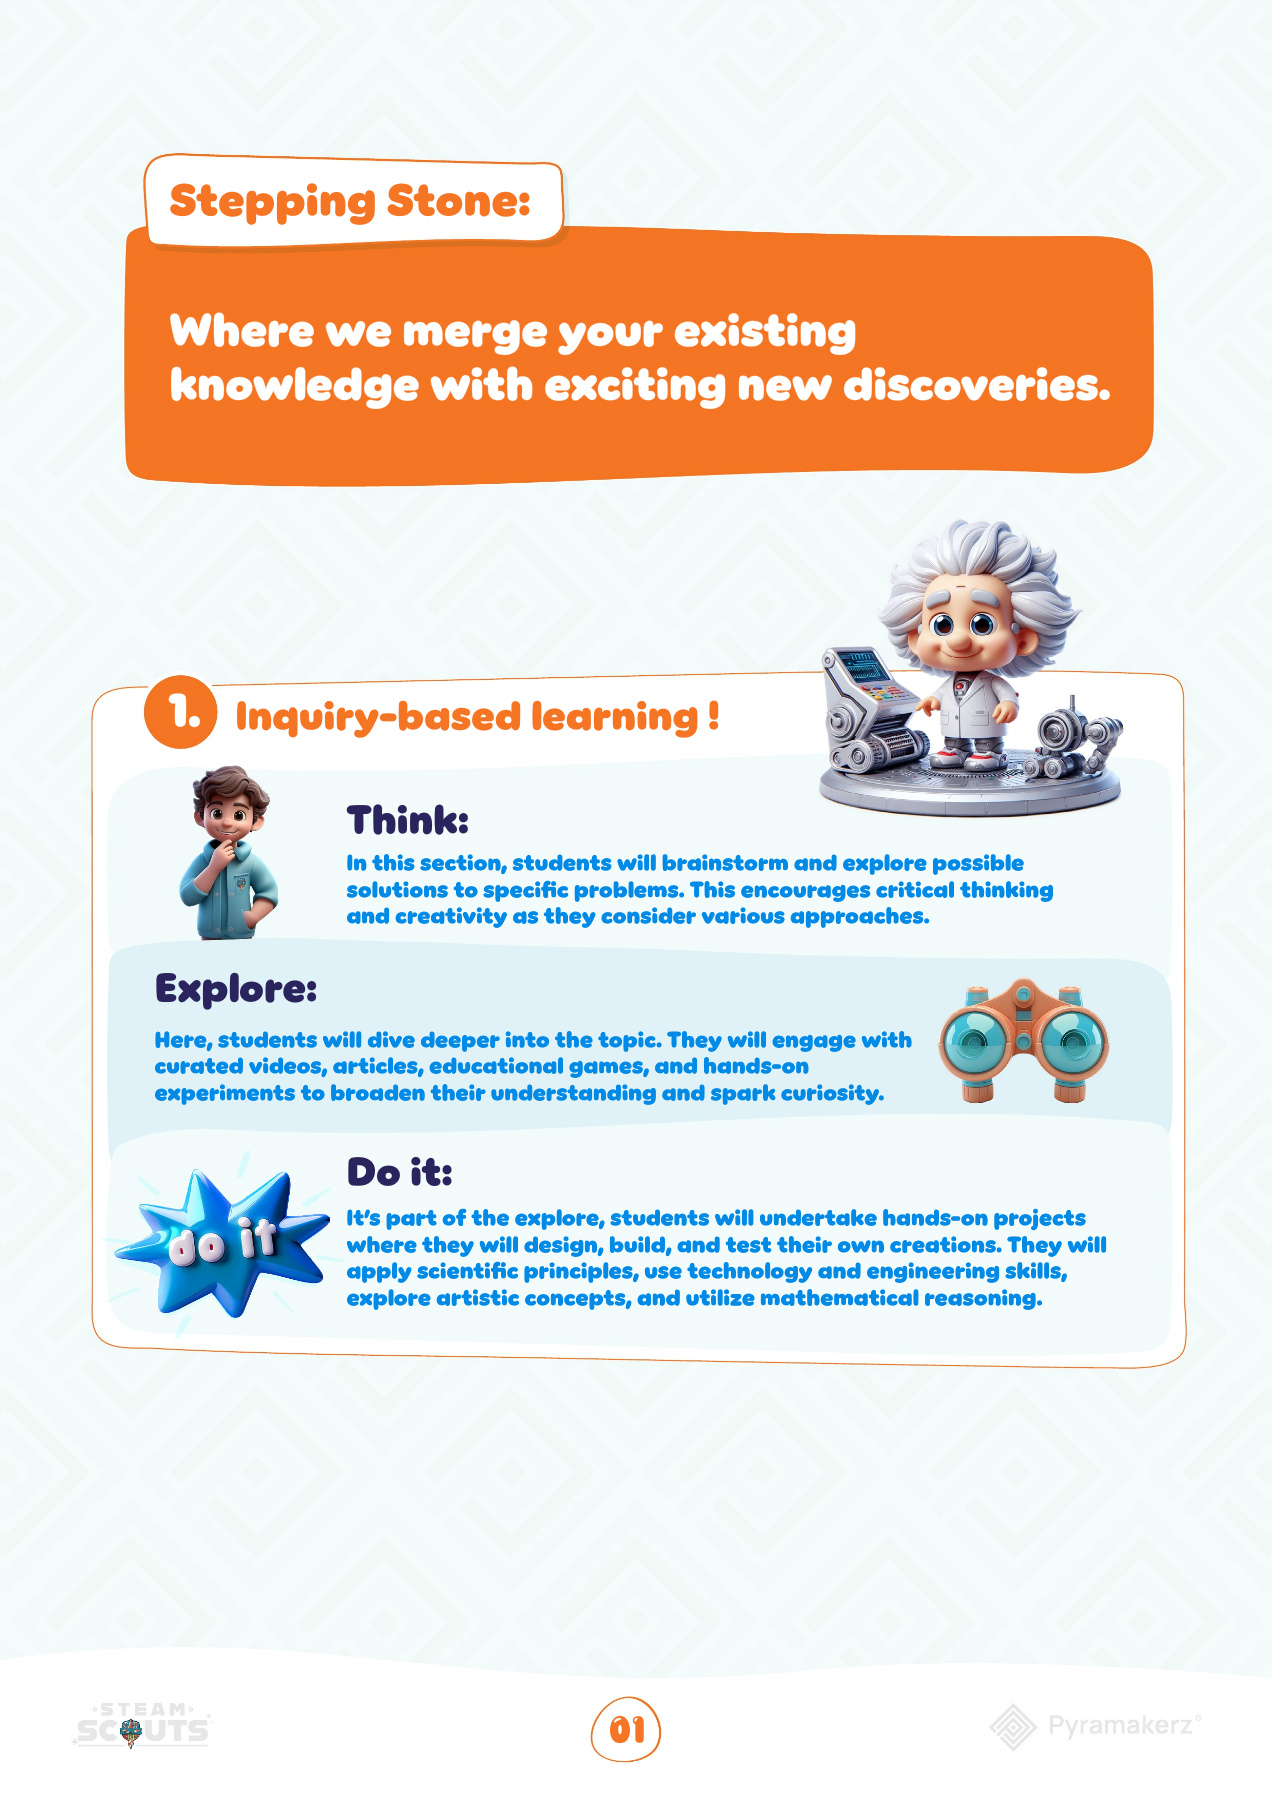 Stepping Stone:
Where we merge your existing
knowledge with exciting new discoveries.
1. Inquiry-based learning !
Think:
In this section, students will brainstorm and explore possible
solutions to specific problems. This encourages critical thinking
and creativity as they consider various approaches.
Explore:
Here, students will dive deeper into the topic. They will engage with
curated videos, articles, educational games, and hands-on
experiments to broaden their understanding and spark curiosity.
do it
Do it:
It's part of the explore, students will undertake hands-on projects
where they will design, build, and test their own creations. They will
apply scientific principles, use technology and engineering skills,
explore artistic concepts, and utilize mathematical reasoning.
STEAM
SCOUTS
01
Pyramakerz